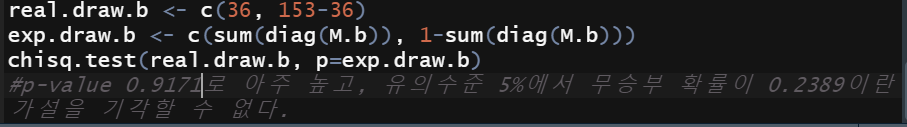 real.draw.b <- c(36, 153-36)
exp.draw.b <- c(sum(diag(M.b)), 1-sum(diag(M.b)))
chisq.test(real.draw.b, p=exp.draw.b)
#p-value 0.9171로 아주 높고, 유의수준 5%에서 무승부 확률이 0.2389이란
가설을 기각할 수 없다.